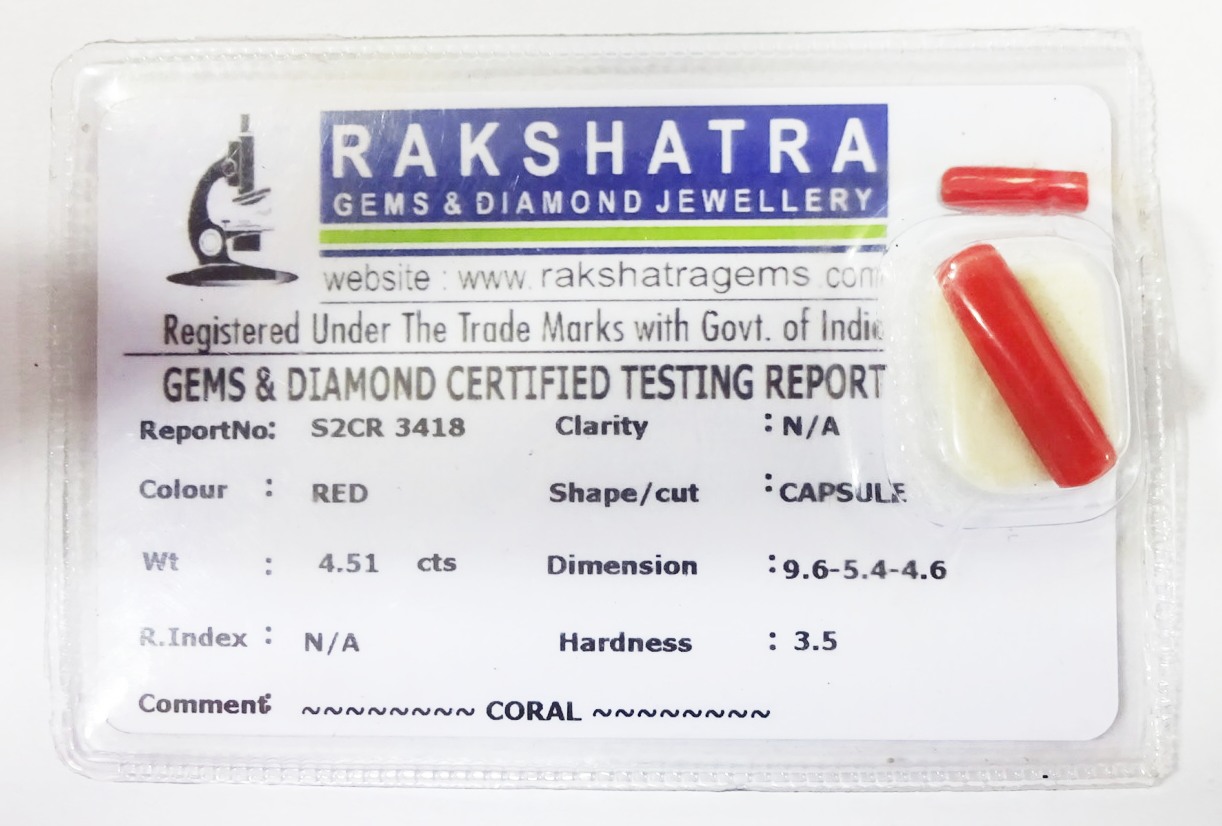 RAKSHATRA
GEMS & DIAMOND JEWELLERY
website : www.rakshatragems.com
Registered Under The Trade Marks with Govt. of India
GEMS & DIAMOND CERTIFIED TESTING REPORT
ReportNo: S2CR 3418 Clarity : N/A
Colour : RED Shape/cut : CAPSULE
Wt : 4.51 cts Dimension : 9.6-5.4-4.6
R.Index : N/A Hardness : 3.5
Comment: ~~~~~~~~ CORAL ~~~~~~~~